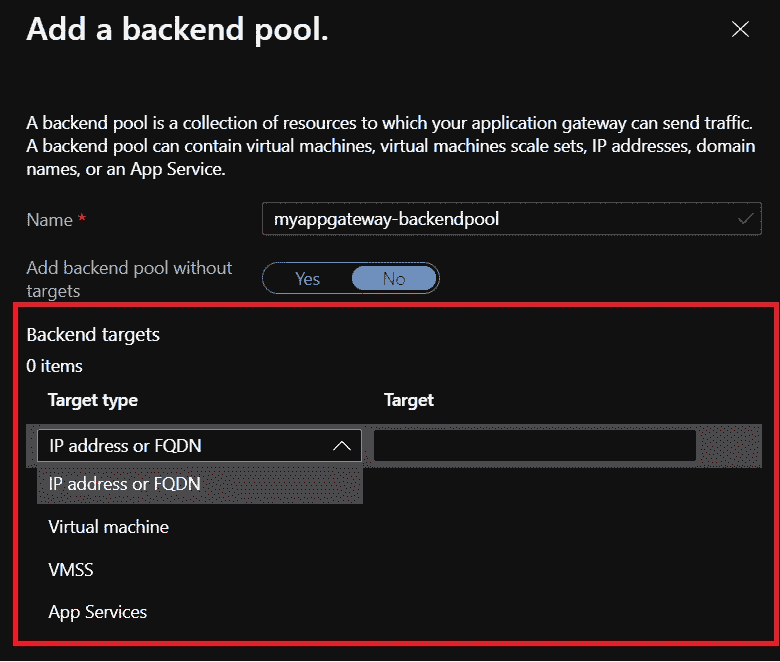 Add a backend pool.
A backend pool is a collection of resources to which your application gateway can send traffic.
A backend pool can contain virtual machines, virtual machines scale sets, IP addresses, domain
names, or an App Service.
Name * myappgateway-backendpool
Add backend pool without
targets
Yes No
Backend targets
0 items
Target type Target
IP address or FQDN
IP address or FQDN
Virtual machine
VMSS
App Services